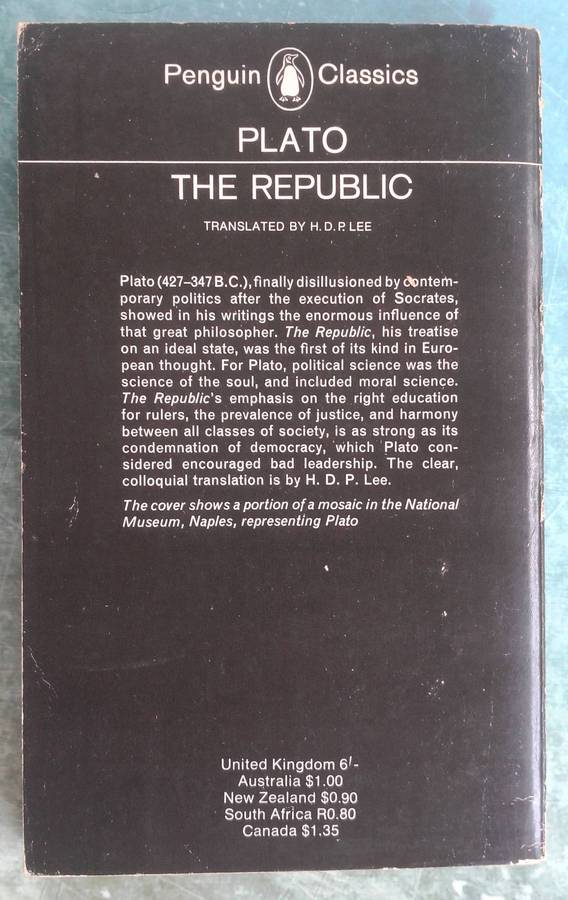 Penguin Classics
PLATO
THE REPUBLIC
TRANSLATED BY H. D. P. LEE
Plato (427–347 B.C.), finally disillusioned by contem-
porary politics after the execution of Socrates,
showed in his writings the enormous influence of
that great philosopher. The Republic, his treatise
on an ideal state, was the first of its kind in Euro-
pean thought. For Plato, political science was the
science of the soul, and included moral science.
The Republic's emphasis on the right education
for rulers, the prevalence of justice, and harmony
between all classes of society, is as strong as its
condemnation of democracy, which Plato con-
sidered encouraged bad leadership. The clear,
colloquial translation is by H. D. P. Lee.
The cover shows a portion of a mosaic in the National
Museum, Naples, representing Plato
United Kingdom 6/-
Australia $1.00
New Zealand $0.90
South Africa R0.80
Canada $1.35